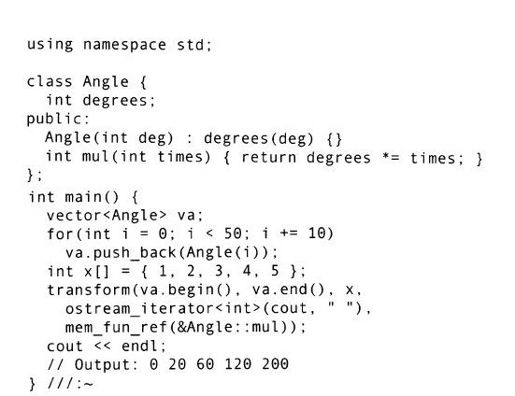 using namespace std;

class Angle {
  int degrees;
public:
  Angle(int deg) : degrees(deg) {}
  int mul(int times) { return degrees *= times; }
};
int main() {
  vector<Angle> va;
  for(int i = 0; i < 50; i += 10)
    va.push_back(Angle(i));
  int x[] = { 1, 2, 3, 4, 5 };
  transform(va.begin(), va.end(), x,
    ostream_iterator<int>(cout, " "),
    mem_fun_ref(&Angle::mul));
  cout << endl;
  // Output: 0 20 60 120 200
} ///:~